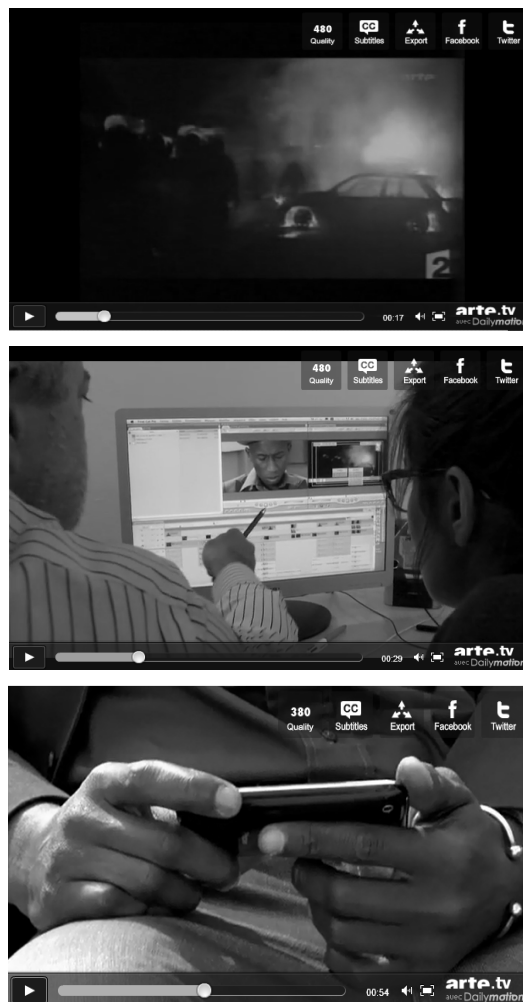 480 CC
Quality Subtitles Export Facebook Twitter
arte
2
00:17 arte.tv
avec Dailymotion
480 CC
Quality Subtitles Export Facebook Twitter
00:29 arte.tv
avec Dailymotion
380 CC
Quality Subtitles Export Facebook Twitter
00:54 arte.tv
avec Dailymotion